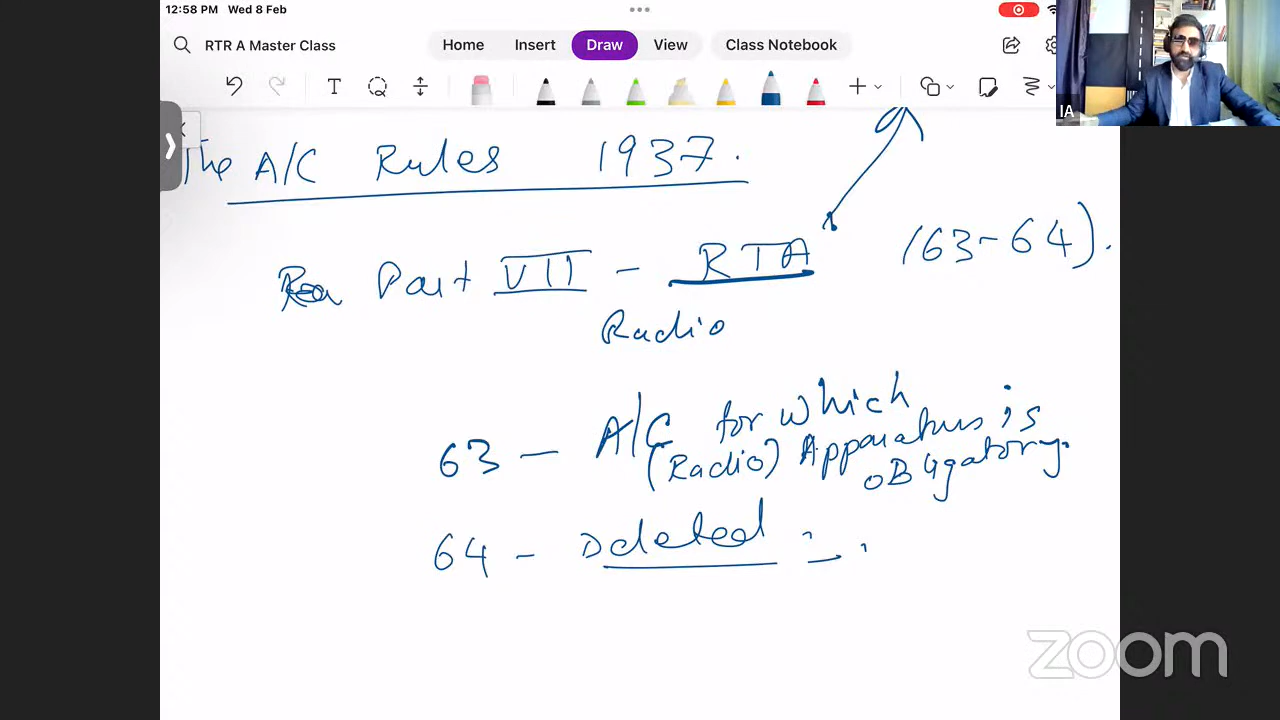 12:58 PM Wed 8 Feb
RTR A Master Class
Home Insert Draw View Class Notebook
T
IA
The A/C Rules 1937.
(63-64).
Part VII - RTA
Radio
63 - A/C for which
(Radio) Apparatus is
obligatory.
64 - Deleted
zoom